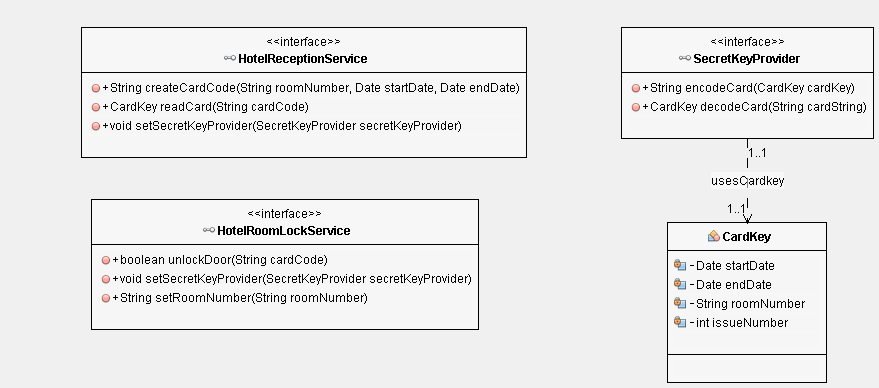 <<interface>>
HotelReceptionService
+String createCardCode(String roomNumber, Date startDate, Date endDate)
+CardKey readCard(String cardCode)
+void setSecretKeyProvider(SecretKeyProvider secretKeyProvider)
<<interface>>
SecretKeyProvider
+String encodeCard(CardKey cardKey)
+CardKey decodeCard(String cardString)
1..1
usesCardkey
1..1
<<interface>>
HotelRoomLockService
+boolean unlockDoor(String cardCode)
+void setSecretKeyProvider(SecretKeyProvider secretKeyProvider)
+String setRoomNumber(String roomNumber)
CardKey
-Date startDate
-Date endDate
-String roomNumber
-int issueNumber